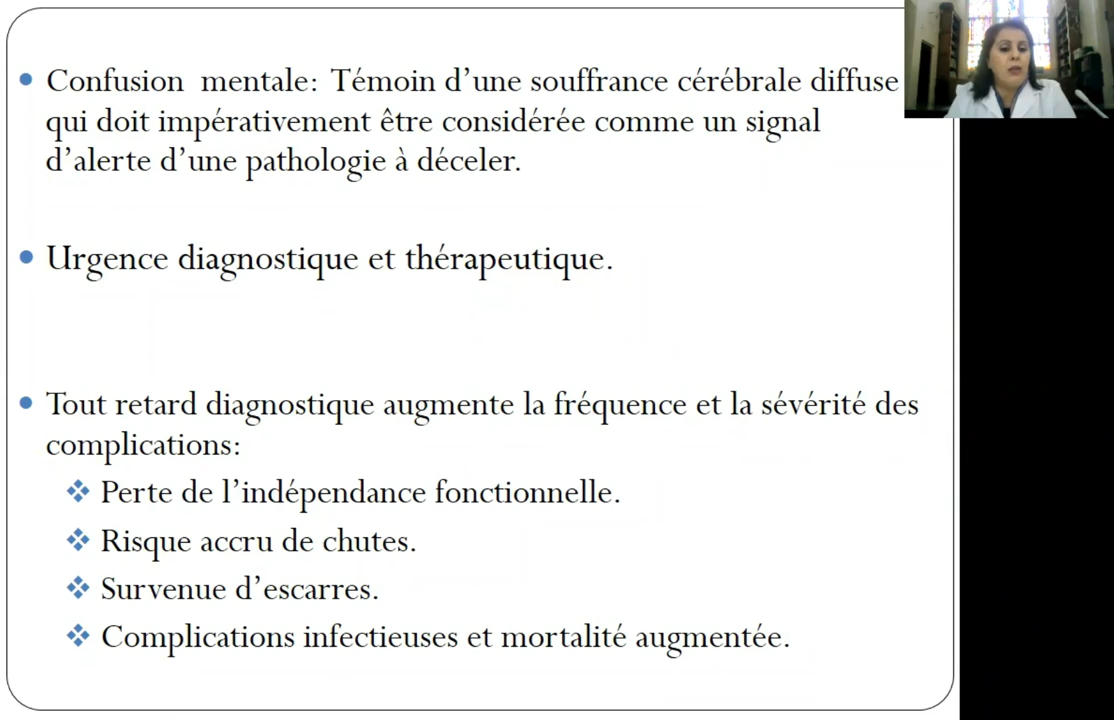 Confusion mentale: Témoin d’une souffrance cérébrale diffuse
qui doit impérativement être considérée comme un signal
d’alerte d’une pathologie à déceler.
Urgence diagnostique et thérapeutique.
Tout retard diagnostique augmente la fréquence et la sévérité des
complications:
Perte de l’indépendance fonctionnelle.
Risque accru de chutes.
Survenue d’escarres.
Complications infectieuses et mortalité augmentée.